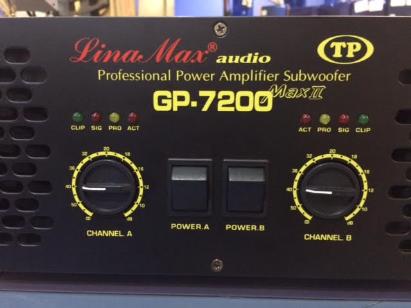 LinaMax® audio
TP
Professional Power Amplifier Subwoofer
GP-7200 Max II
CLIP SIG PRO ACT
ACT PRO SIG CLIP
POWER.A
POWER.B
CHANNEL A
CHANNEL B